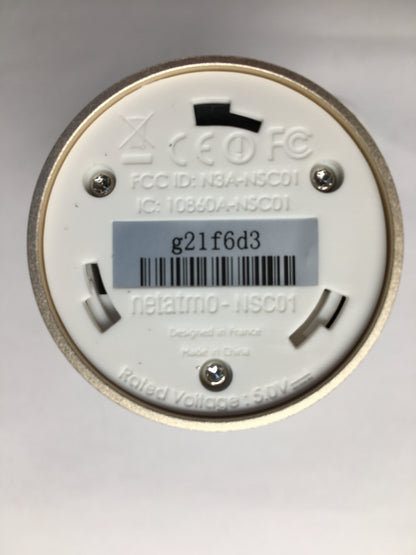 CE FC
FCC ID: N3A-NSC01
IC: 10860A-NSC01
g21f6d3
netatmo - NSC01
Designed in France
Made in China
Rated Voltage : 5.0V⎓